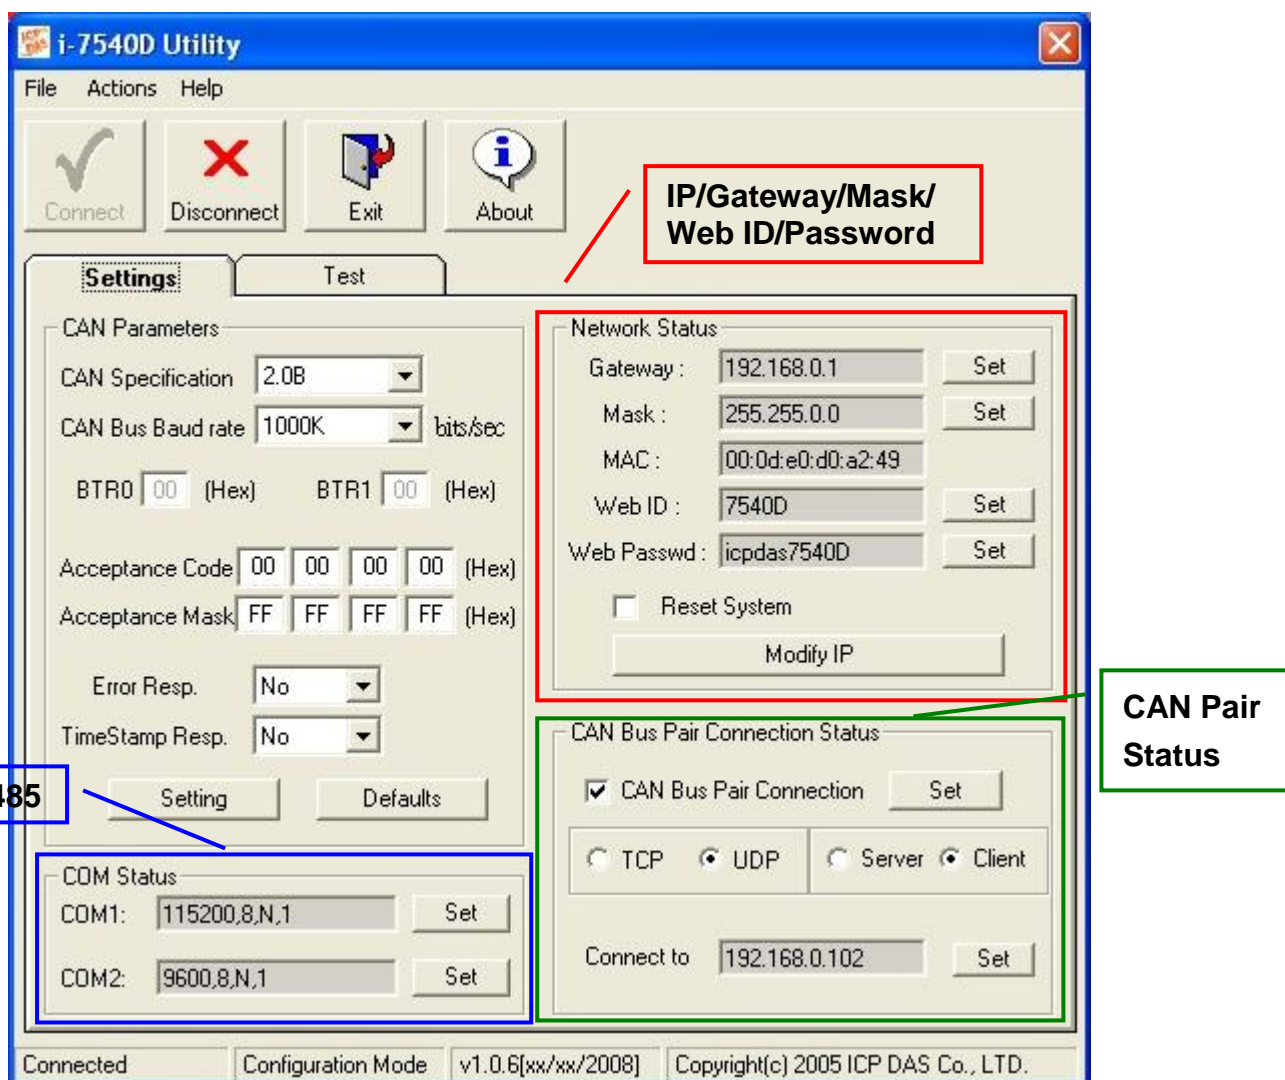 i-7540D Utility
File Actions Help
Connect Disconnect Exit About
IP/Gateway/Mask/
Web ID/Password
Settings Test
CAN Parameters
CAN Specification 2.0B
CAN Bus Baud rate 1000K bits/sec
BTR0 00 (Hex) BTR1 00 (Hex)
Acceptance Code 00 00 00 00 (Hex)
Acceptance Mask FF FF FF FF (Hex)
Error Resp. No
TimeStamp Resp. No
Setting Defaults
485
COM Status
COM1: 115200,8,N,1 Set
COM2: 9600,8,N,1 Set
Network Status
Gateway : 192.168.0.1 Set
Mask : 255.255.0.0 Set
MAC : 00:0d:e0:d0:a2:49
Web ID : 7540D Set
Web Passwd : icpdas7540D Set
Reset System
Modify IP
CAN Bus Pair Connection Status
CAN Bus Pair Connection Set
TCP UDP Server Client
Connect to 192.168.0.102 Set
CAN Pair
Status
Connected Configuration Mode v1.0.6[xx/xx/2008] Copyright(c) 2005 ICP DAS Co., LTD.